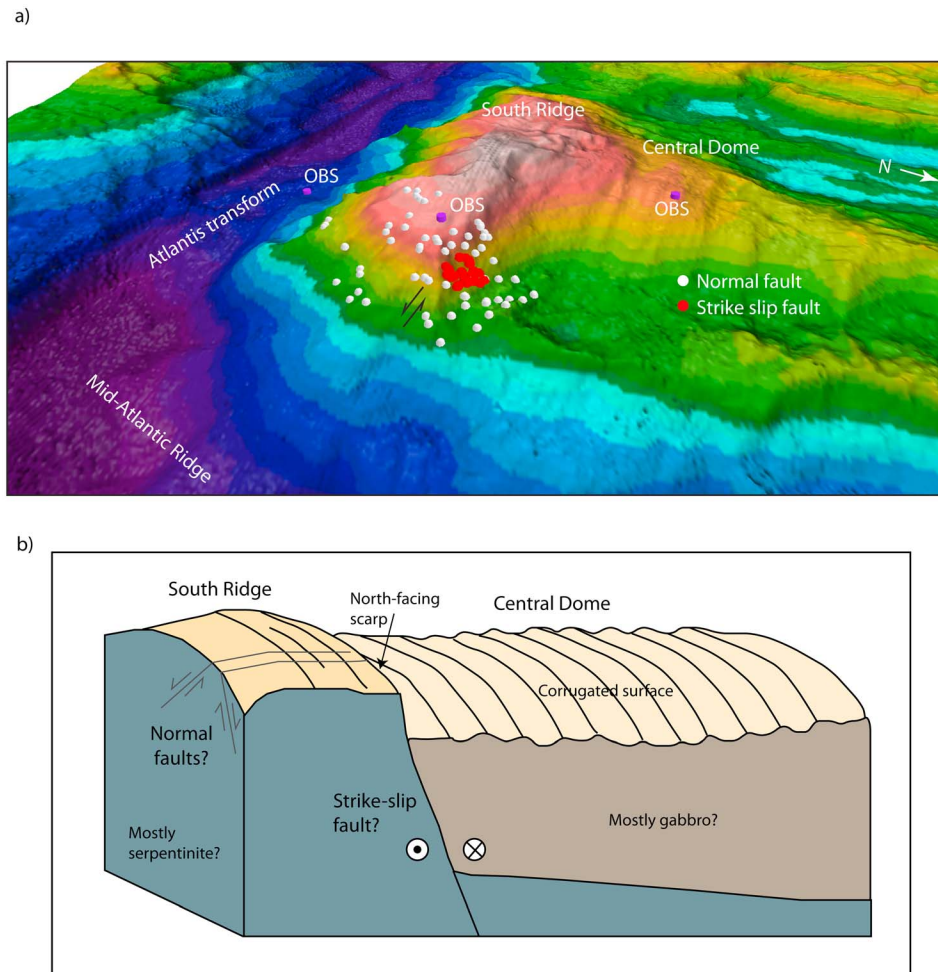 a)
South Ridge
Central Dome
N
OBS
OBS
OBS
Atlantis transform
Normal fault
Strike slip fault
Mid-Atlantic Ridge
b)
South Ridge
North-facing
scarp
Central Dome
Corrugated surface
Normal
faults?
Strike-slip
fault?
Mostly gabbro?
Mostly
serpentinite?